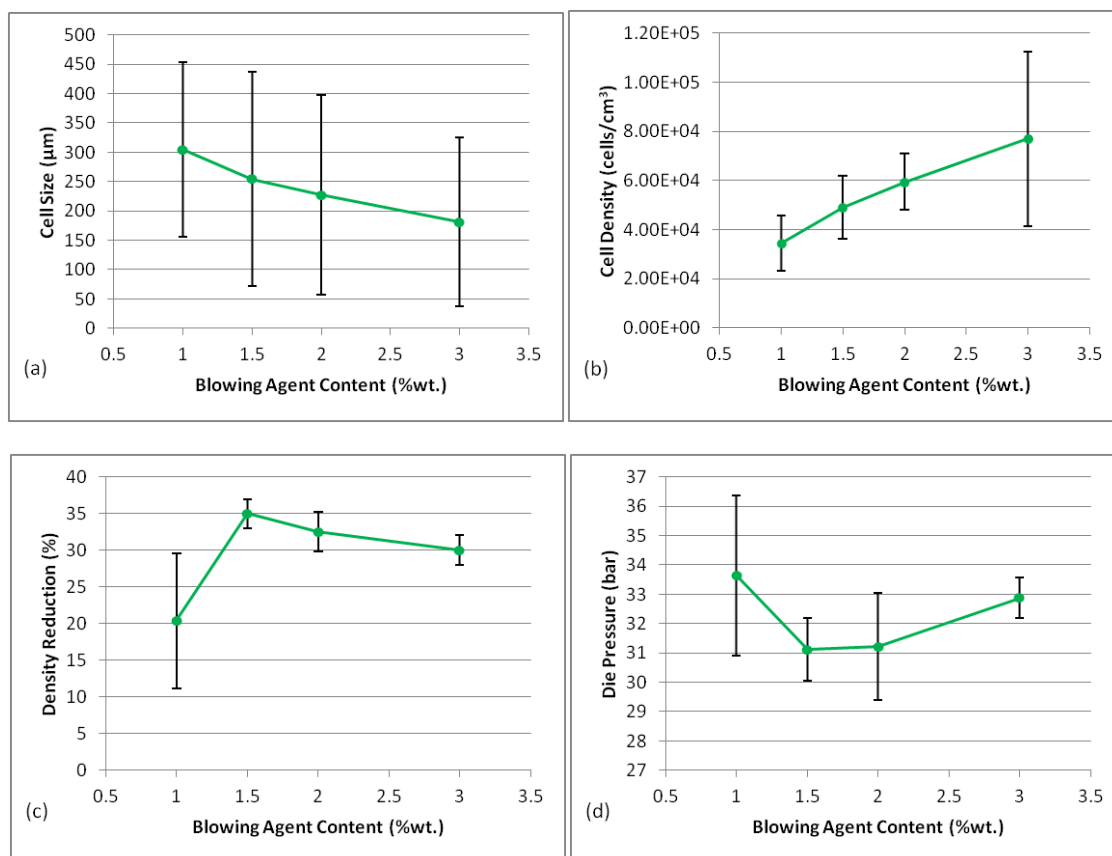 500
450
400
350
300
250
200
150
100
50
0
Cell Size (µm)
0.5 1 1.5 2 2.5 3 3.5
Blowing Agent Content (%wt.)
(a)
1.20E+05
1.00E+05
8.00E+04
6.00E+04
4.00E+04
2.00E+04
0.00E+00
Cell Density (cells/cm³)
0.5 1 1.5 2 2.5 3 3.5
Blowing Agent Content (%wt.)
(b)
40
35
30
25
20
15
10
5
0
Density Reduction (%)
0.5 1 1.5 2 2.5 3 3.5
Blowing Agent Content (%wt.)
(c)
37
36
35
34
33
32
31
30
29
28
27
Die Pressure (bar)
0.5 1 1.5 2 2.5 3 3.5
Blowing Agent Content (%wt.)
(d)